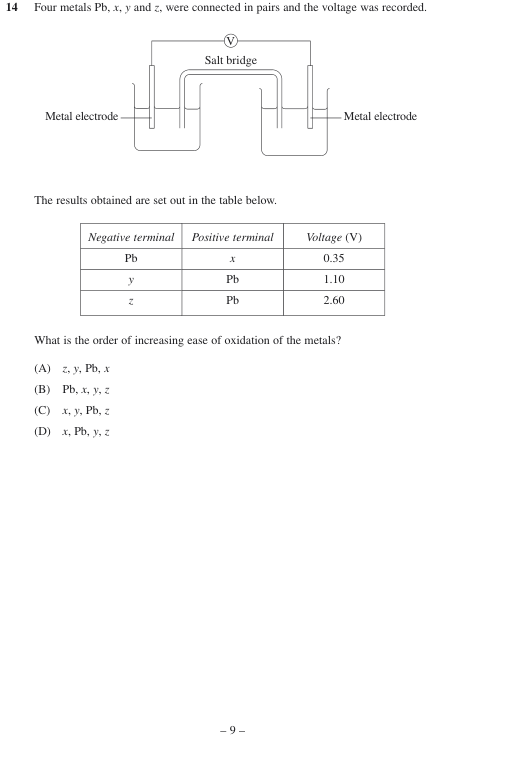 14 Four metals Pb, x, y and z, were connected in pairs and the voltage was recorded.
V
Salt bridge
Metal electrode
Metal electrode
The results obtained are set out in the table below.
Negative terminal Positive terminal Voltage (V)
Pb x 0.35
y Pb 1.10
z Pb 2.60
What is the order of increasing ease of oxidation of the metals?
(A) z, y, Pb, x
(B) Pb, x, y, z
(C) x, y, Pb, z
(D) x, Pb, y, z
– 9 –